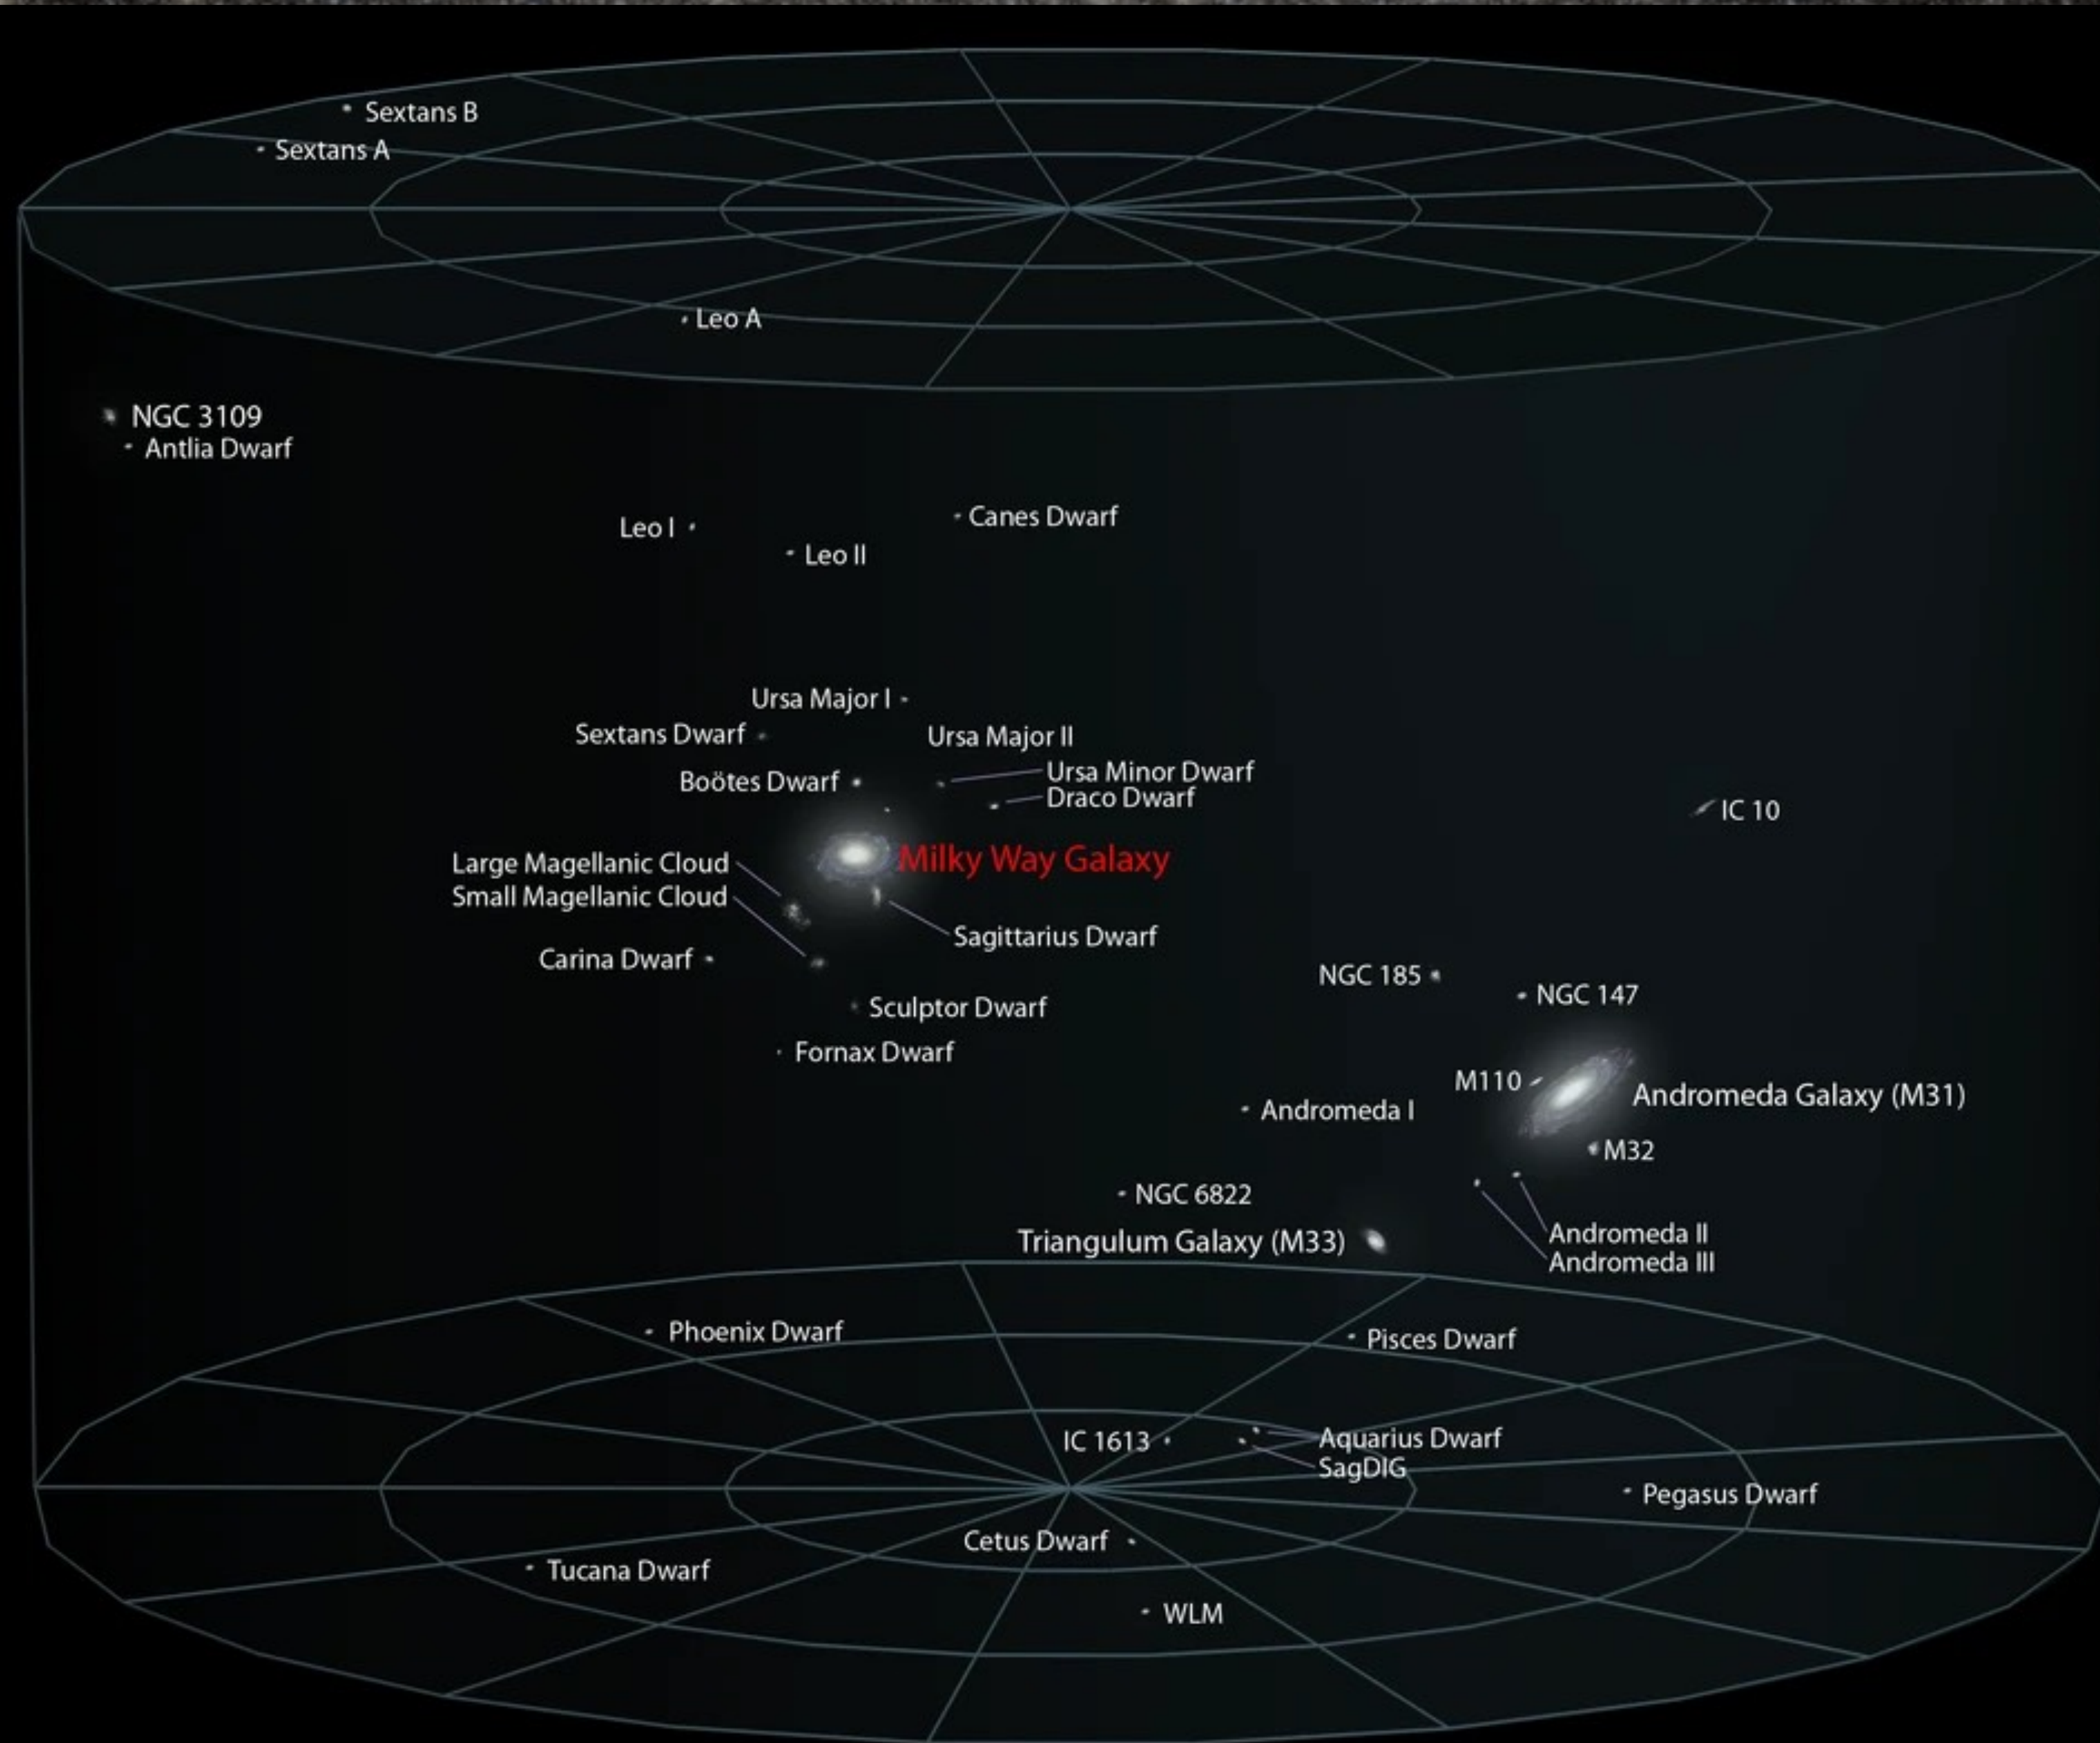 Sextans B
Sextans A
Leo A
NGC 3109
Antlia Dwarf
Canes Dwarf
Leo I
Leo II
Ursa Major I
Sextans Dwarf
Ursa Major II
Ursa Minor Dwarf
Boötes Dwarf
Draco Dwarf
IC 10
Milky Way Galaxy
Large Magellanic Cloud
Small Magellanic Cloud
Sagittarius Dwarf
Carina Dwarf
NGC 185
NGC 147
Sculptor Dwarf
Fornax Dwarf
M110
Andromeda Galaxy (M31)
Andromeda I
M32
NGC 6822
Andromeda II
Triangulum Galaxy (M33)
Andromeda III
Phoenix Dwarf
Pisces Dwarf
IC 1613
Aquarius Dwarf
SagDIG
Pegasus Dwarf
Cetus Dwarf
Tucana Dwarf
WLM